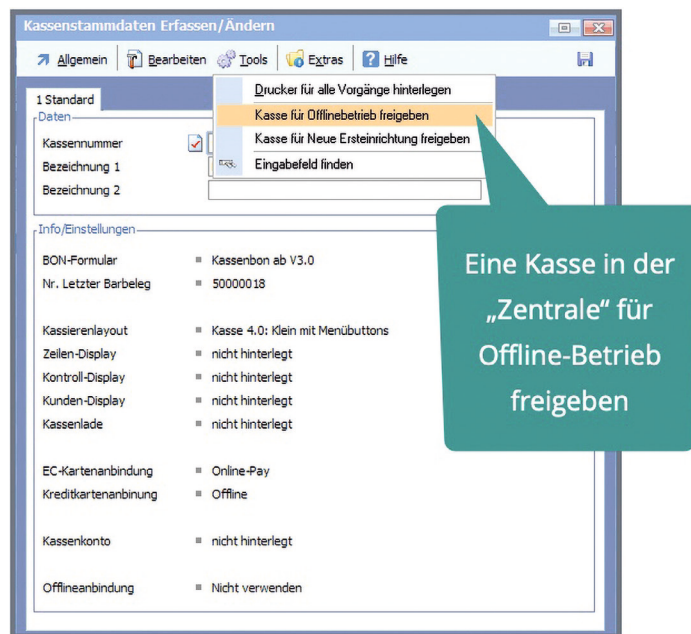 Kassenstammdaten Erfassen/Ändern
Allgemein Bearbeiten Tools Extras Hilfe
Drucker für alle Vorgänge hinterlegen
Kasse für Offlinebetrieb freigeben
Kasse für Neue Ersteinrichtung freigeben
Eingabefeld finden
1 Standard
Daten
Kassennummer
Bezeichnung 1
Bezeichnung 2
Info/Einstellungen
BON-Formular Kassenbon ab V3.0
Nr. Letzter Barbeleg 50000018
Kassierenlayout Kasse 4.0: Klein mit Menübuttons
Zeilen-Display nicht hinterlegt
Kontroll-Display nicht hinterlegt
Kunden-Display nicht hinterlegt
Kassenlade nicht hinterlegt
EC-Kartenanbindung Online-Pay
Kreditkartenanbinung Offline
Kassenkonto nicht hinterlegt
Offlineanbindung Nicht verwenden
Eine Kasse in der
„Zentrale“ für
Offline-Betrieb
freigeben